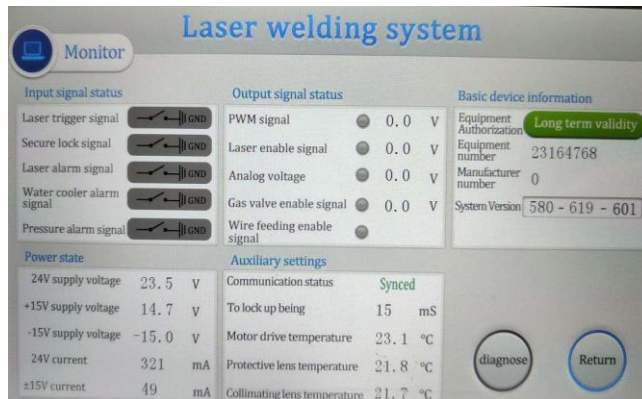 Laser welding system
Monitor
Input signal status
Laser trigger signal GND
Secure lock signal GND
Laser alarm signal GND
Water cooler alarm
signal GND
Pressure alarm signal GND
Output signal status
PWM signal 0.0 V
Laser enable signal 0.0 V
Analog voltage 0.0 V
Gas valve enable signal 0.0 V
Wire feeding enable
signal
Basic device information
Equipment
Authorization Long term validity
Equipment
number 23164768
Manufacturer
number 0
System Version 580 - 619 - 601
Power state
24V supply voltage 23.5 V
+15V supply voltage 14.7 V
-15V supply voltage -15.0 V
24V current 321 mA
±15V current 49 mA
Auxiliary settings
Communication status Synced
To lock up being 15 mS
Motor drive temperature 23.1 °C
Protective lens temperature 21.8 °C
Collimating lens temperature 21.7 °C
diagnose
Return